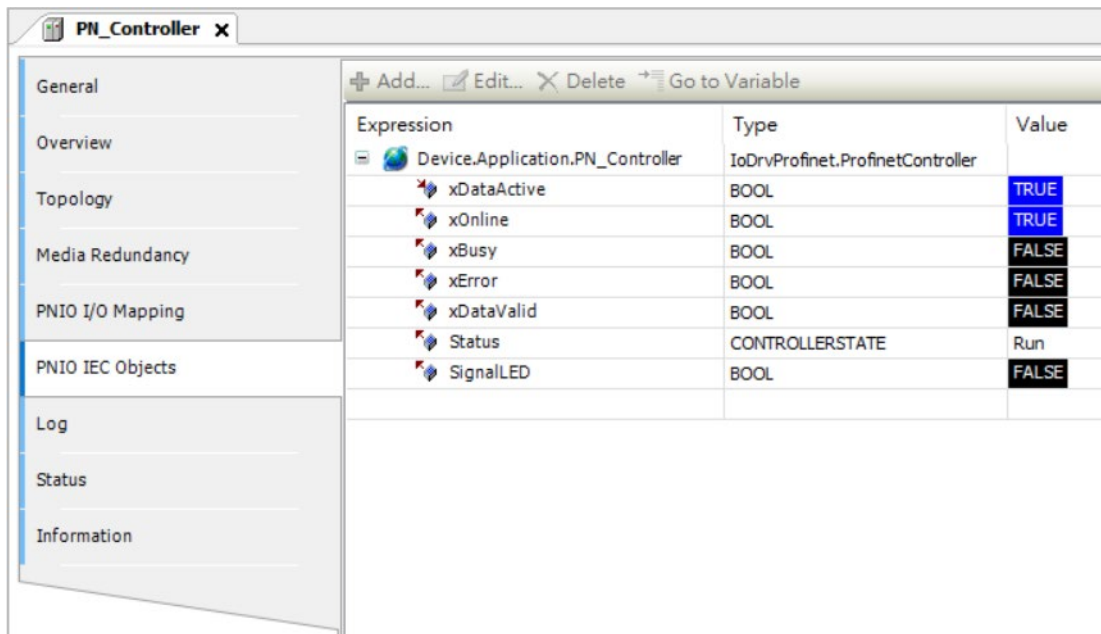 PN_Controller
General
Overview
Topology
Media Redundancy
PNIO I/O Mapping
PNIO IEC Objects
Log
Status
Information
Add... Edit... Delete Go to Variable
Expression Type Value
Device.Application.PN_Controller IoDrvProfinet.ProfinetController
xDataActive BOOL TRUE
xOnline BOOL TRUE
xBusy BOOL FALSE
xError BOOL FALSE
xDataValid BOOL FALSE
Status CONTROLLERSTATE Run
SignalLED BOOL FALSE